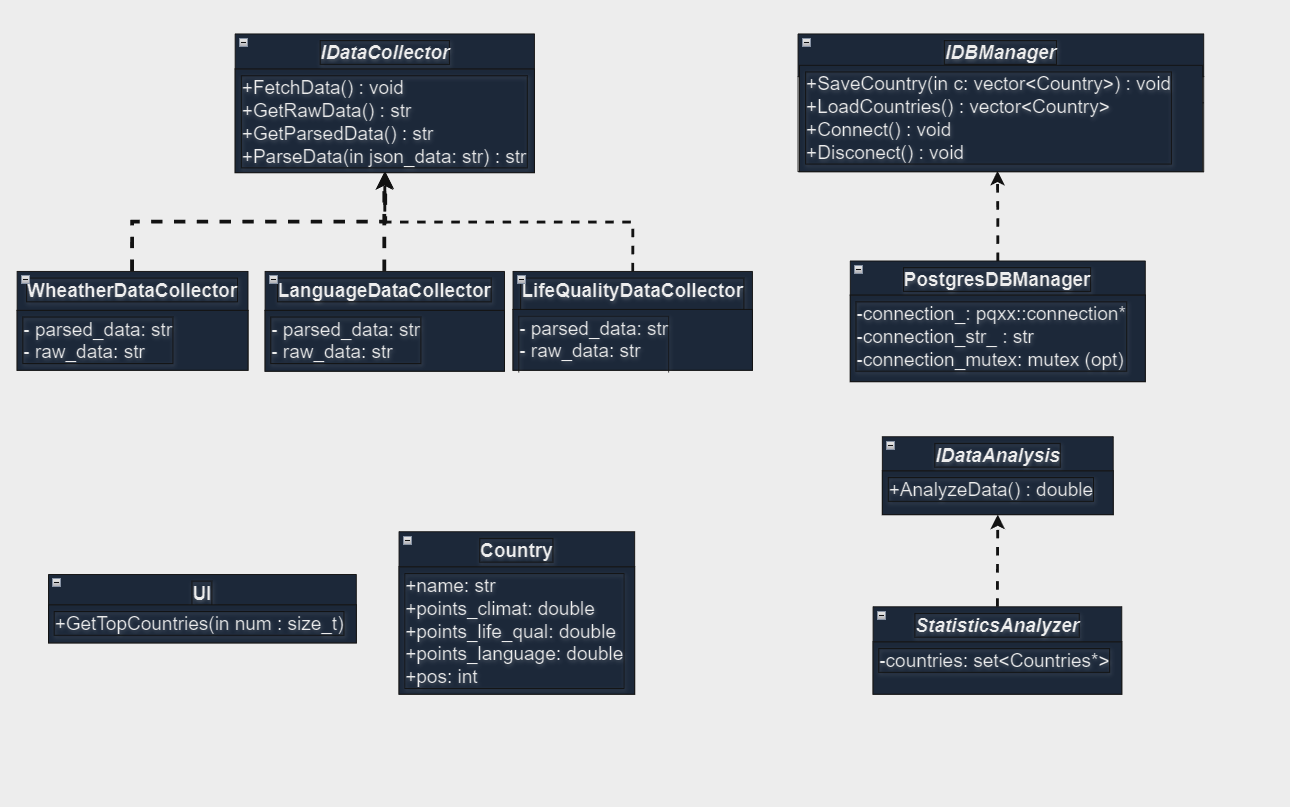 IDataCollector
+FetchData() : void
+GetRawData() : str
+GetParsedData() : str
+ParseData(in json_data: str) : str
IDBManager
+SaveCountry(in c: vector<Country>) : void
+LoadCountries() : vector<Country>
+Connect() : void
+Disconect() : void
WheatherDataCollector
- parsed_data: str
- raw_data: str
LanguageDataCollector
- parsed_data: str
- raw_data: str
LifeQualityDataCollector
- parsed_data: str
- raw_data: str
PostgresDBManager
-connection_: pqxx::connection*
-connection_str_ : str
-connection_mutex: mutex (opt)
IDataAnalysis
+AnalyzeData() : double
UI
+GetTopCountries(in num : size_t)
Country
+name: str
+points_climat: double
+points_life_qual: double
+points_language: double
+pos: int
StatisticsAnalyzer
-countries: set<Countries*>